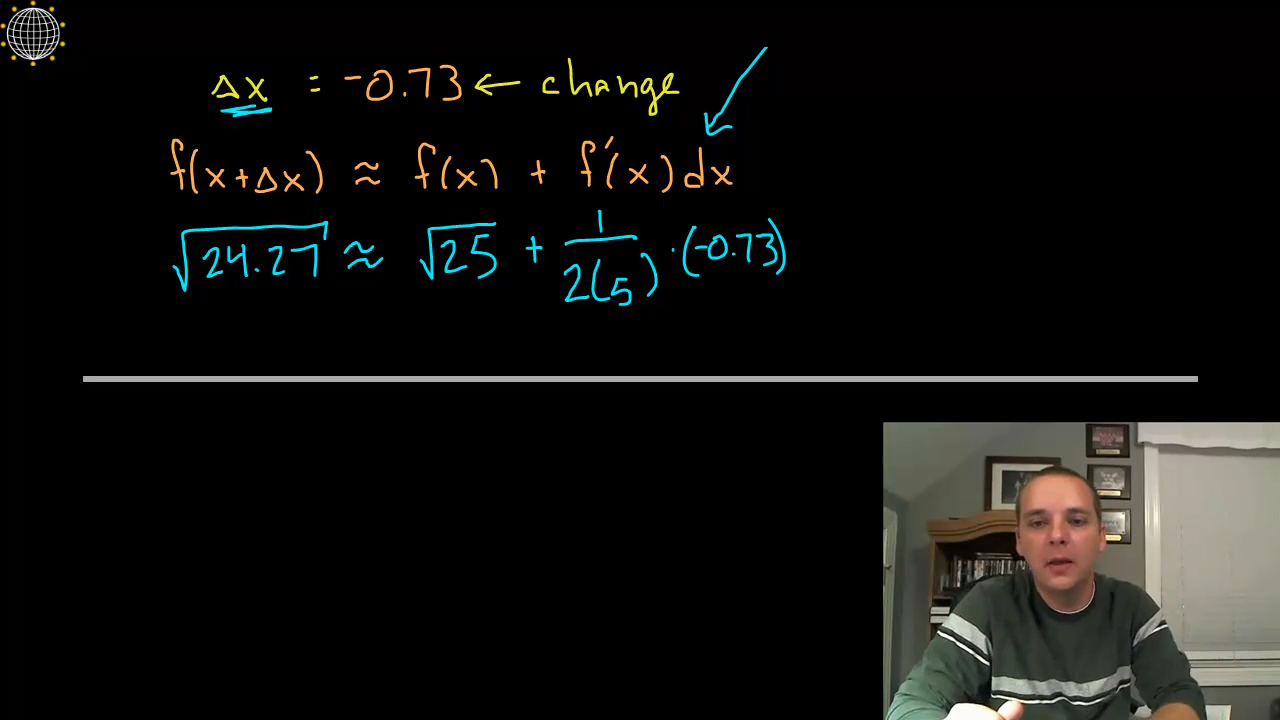 Δx = -0.73 ← change
f(x+Δx) ≈ f(x) + f'(x)dx
√24.27 ≈ √25 + 1/2(5) · (-0.73)